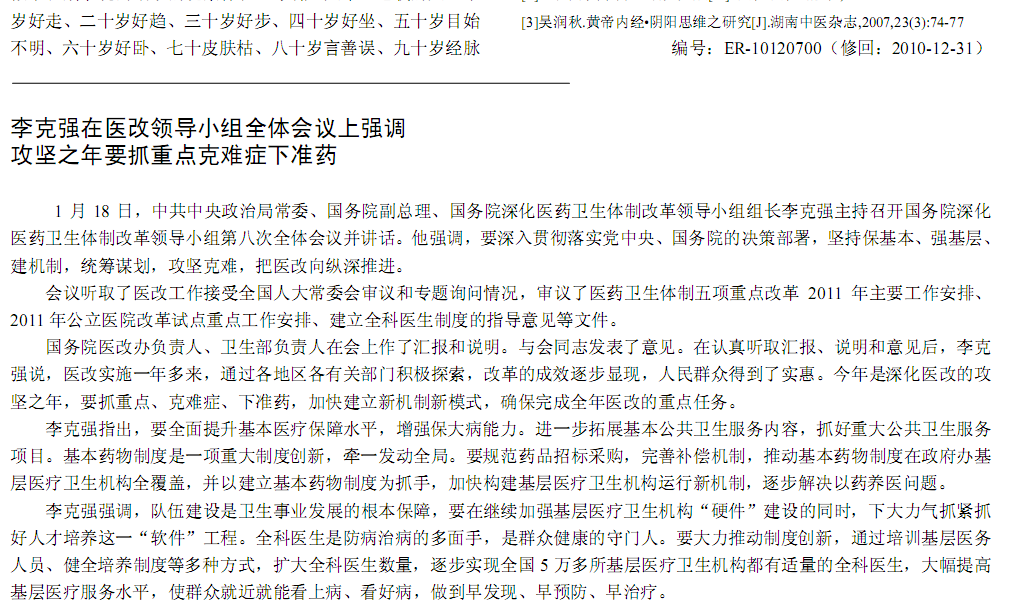 岁好走、二十岁好趋、三十岁好步、四十岁好坐、五十岁目始
不明、六十岁好卧、七十皮肤枯、八十岁言善误、九十岁经脉
[3]吴润秋.黄帝内经•阴阳思维之研究[J].湖南中医杂志,2007,23(3):74-77
编号：ER-10120700（修回：2010-12-31）
李克强在医改领导小组全体会议上强调
攻坚之年要抓重点克难症下准药
1 月 18 日，中共中央政治局常委、国务院副总理、国务院深化医药卫生体制改革领导小组组长李克强主持召开国务院深化
医药卫生体制改革领导小组第八次全体会议并讲话。他强调，要深入贯彻落实党中央、国务院的决策部署，坚持保基本、强基层、
建机制，统筹谋划，攻坚克难，把医改向纵深推进。
会议听取了医改工作接受全国人大常委会审议和专题询问情况，审议了医药卫生体制五项重点改革 2011 年主要工作安排、
2011 年公立医院改革试点重点工作安排、建立全科医生制度的指导意见等文件。
国务院医改办负责人、卫生部负责人在会上作了汇报和说明。与会同志发表了意见。在认真听取汇报、说明和意见后，李克
强说，医改实施一年多来，通过各地区各有关部门积极探索，改革的成效逐步显现，人民群众得到了实惠。今年是深化医改的攻
坚之年，要抓重点、克难症、下准药，加快建立新机制新模式，确保完成全年医改的重点任务。
李克强指出，要全面提升基本医疗保障水平，增强保大病能力。进一步拓展基本公共卫生服务内容，抓好重大公共卫生服务
项目。基本药物制度是一项重大制度创新，牵一发动全局。要规范药品招标采购，完善补偿机制，推动基本药物制度在政府办基
层医疗卫生机构全覆盖，并以建立基本药物制度为抓手，加快构建基层医疗卫生机构运行新机制，逐步解决以药养医问题。
李克强强调，队伍建设是卫生事业发展的根本保障，要在继续加强基层医疗卫生机构“硬件”建设的同时，下大力气抓紧抓
好人才培养这一“软件”工程。全科医生是防病治病的多面手，是群众健康的守门人。要大力推动制度创新，通过培训基层医务
人员、健全培养制度等多种方式，扩大全科医生数量，逐步实现全国 5 万多所基层医疗卫生机构都有适量的全科医生，大幅提高
基层医疗服务水平，使群众就近就能看上病、看好病，做到早发现、早预防、早治疗。